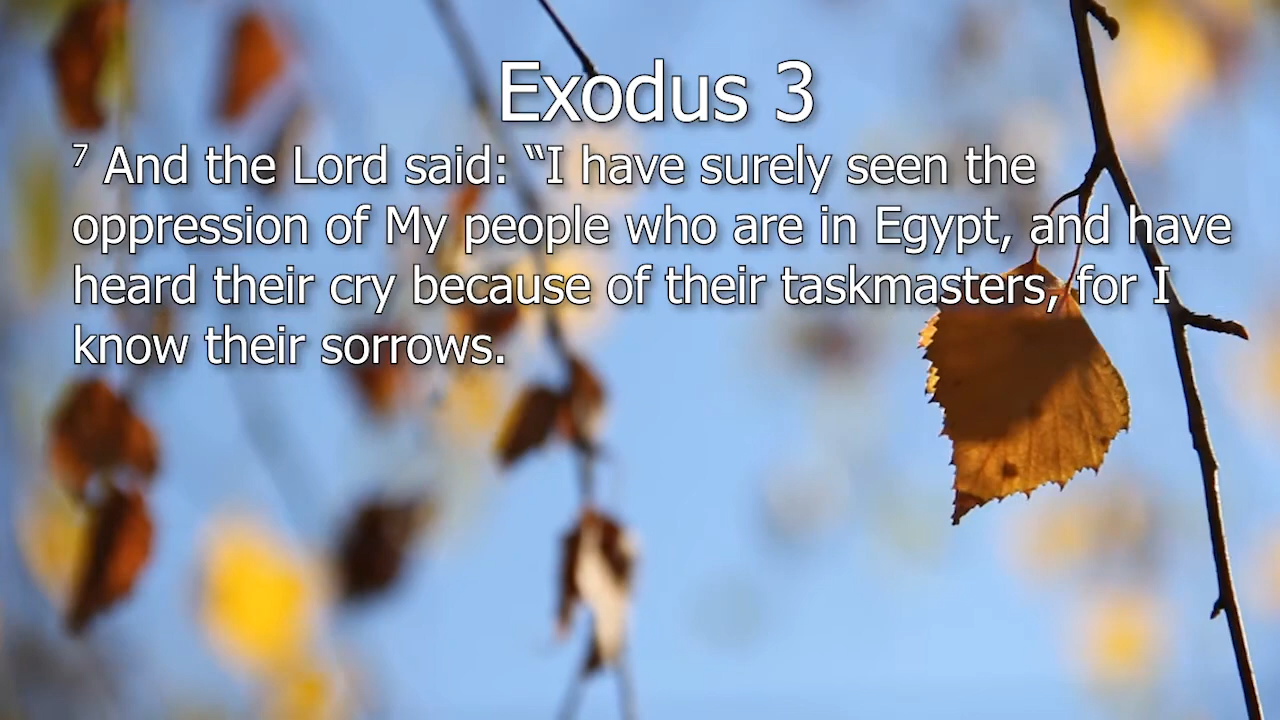 Exodus 3
7 And the Lord said: “I have surely seen the
oppression of My people who are in Egypt, and have
heard their cry because of their taskmasters, for I
know their sorrows.